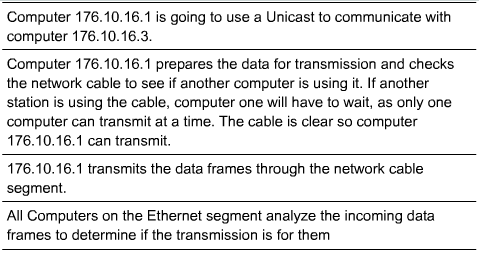 Computer 176.10.16.1 is going to use a Unicast to communicate with
computer 176.10.16.3.
Computer 176.10.16.1 prepares the data for transmission and checks
the network cable to see if another computer is using it. If another
station is using the cable, computer one will have to wait, as only one
computer can transmit at a time. The cable is clear so computer
176.10.16.1 can transmit.
176.10.16.1 transmits the data frames through the network cable
segment.
All Computers on the Ethernet segment analyze the incoming data
frames to determine if the transmission is for them